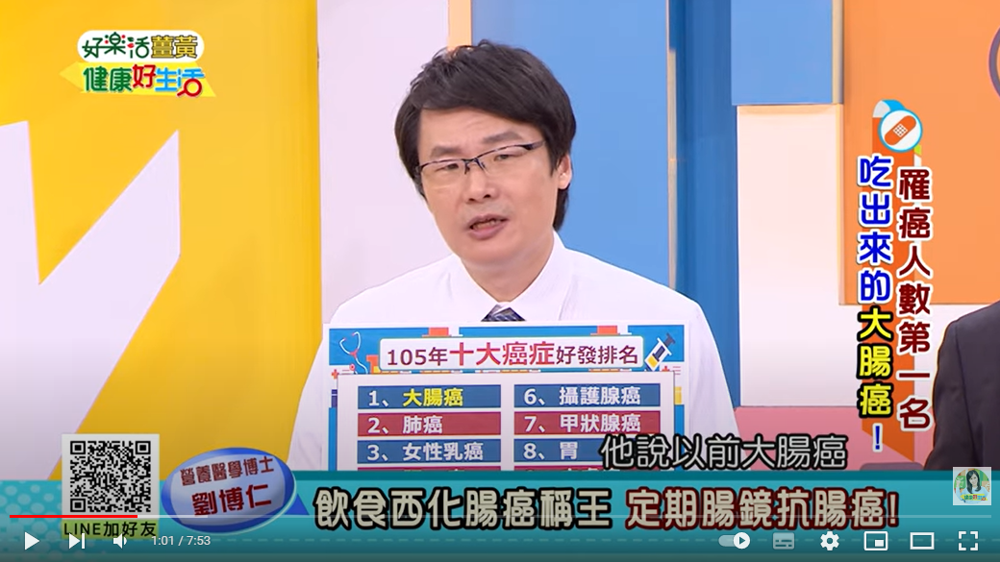 好楽活薑黃
健康好生活
罹癌人數第一名
吃出來的大腸癌！
105年十大癌症好發排名
1、大腸癌
2、肺癌
3、女性乳癌
6、攝護腺癌
7、甲狀腺癌
8、胃
他說以前大腸癌
營養醫學博士
劉博仁
飲食西化腸癌稱王 定期腸鏡抗腸癌!
LINE加好友
1:01 / 7:53